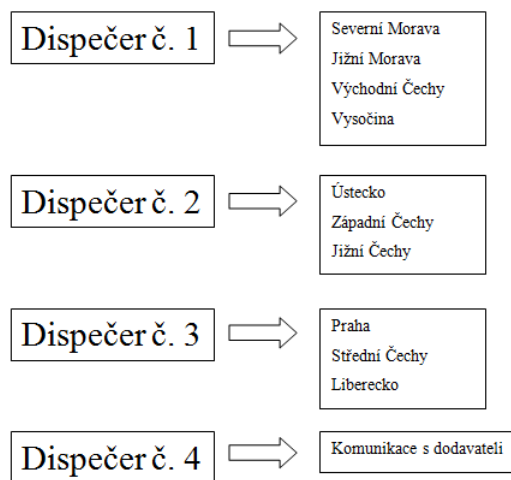 Dispečer č. 1
Severní Morava
Jižní Morava
Východní Čechy
Vysočina
Dispečer č. 2
Ústecko
Západní Čechy
Jižní Čechy
Dispečer č. 3
Praha
Střední Čechy
Liberecko
Dispečer č. 4
Komunikace s dodavateli